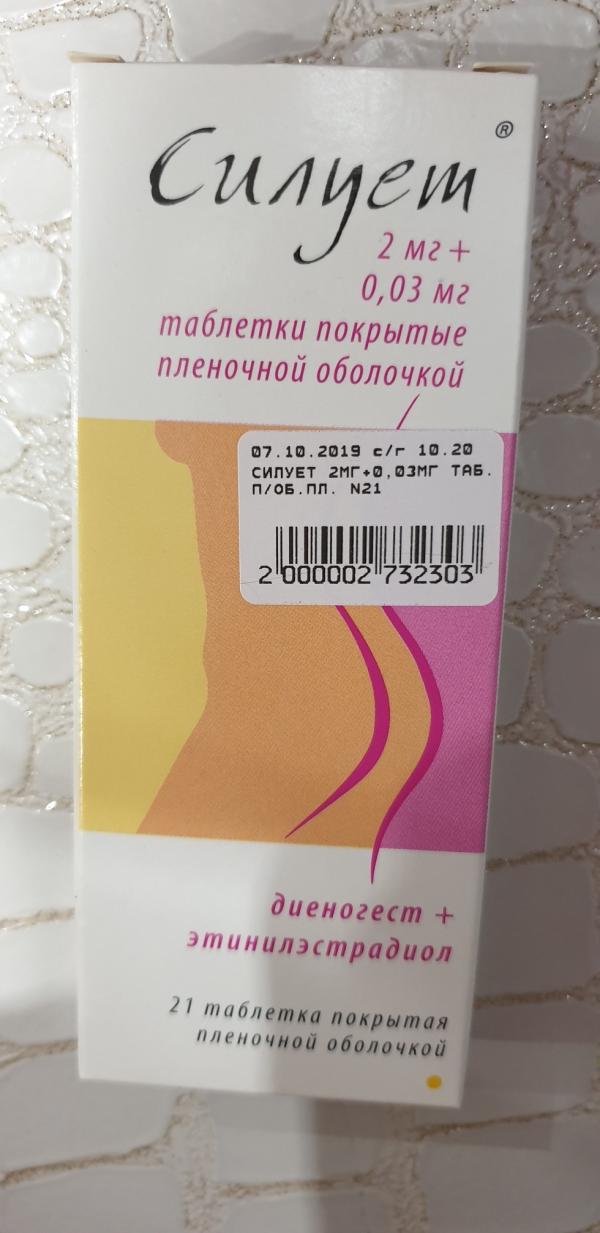 Силует ®
2 мг +
0,03 мг
таблетки покрытые
пленочной оболочкой
07.10.2019 с/г 10.20
СИЛУЕТ 2МГ+0,03МГ ТАБ.
П/ОБ.ПЛ. N21
2 000002 732303
диеногест +
этинилэстрадиол
21 таблетка покрытая
пленочной оболочкой